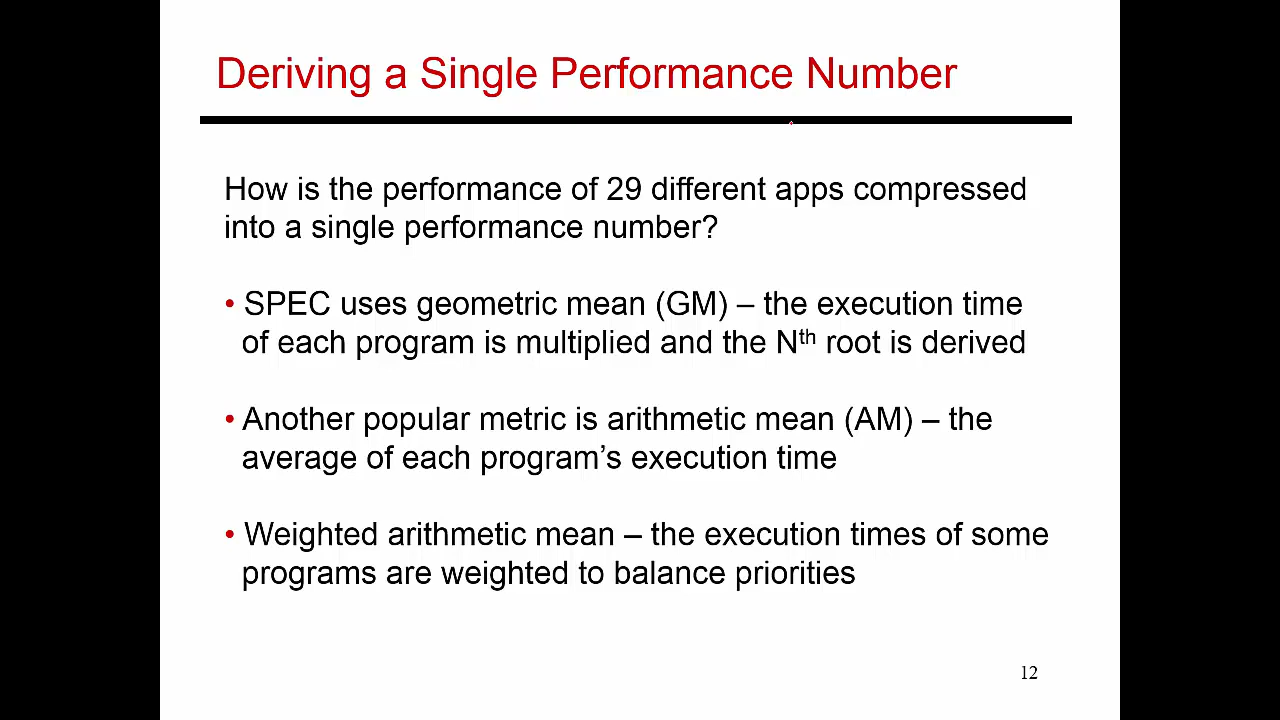 Deriving a Single Performance Number
How is the performance of 29 different apps compressed
into a single performance number?
• SPEC uses geometric mean (GM) – the execution time
of each program is multiplied and the Nth root is derived
• Another popular metric is arithmetic mean (AM) – the
average of each program’s execution time
• Weighted arithmetic mean – the execution times of some
programs are weighted to balance priorities
12